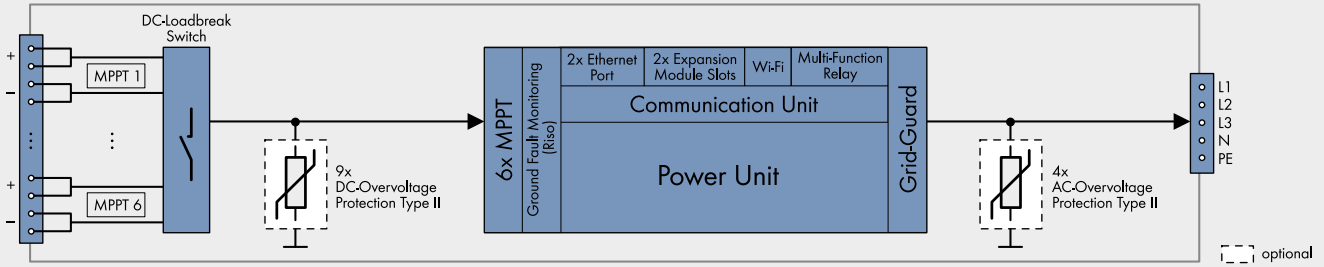 DC-Loadbreak
Switch
+
MPPT 1
−
...
...
+
MPPT 6
−
9x
DC-Overvoltage
Protection Type II
6x MPPT
Ground Fault Monitoring
(Riso)
2x Ethernet
Port
2x Expansion
Module Slots
Wi-Fi
Multi-Function
Relay
Communication Unit
Power Unit
Grid-Guard
4x
AC-Overvoltage
Protection Type II
L1
L2
L3
N
PE
optional